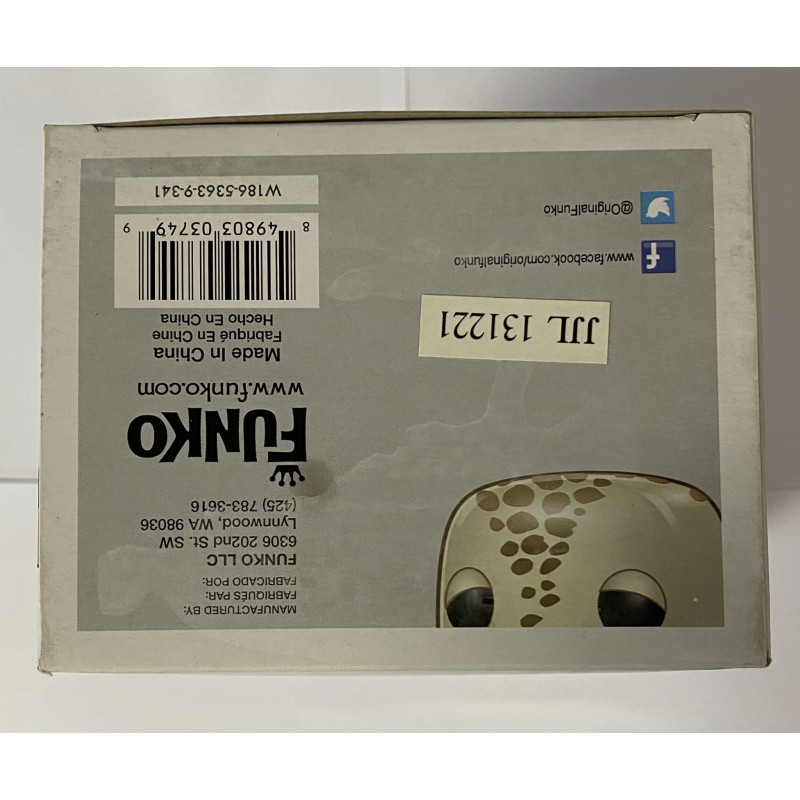 MANUFACTURED BY:
FABRIQUÉS PAR:
FABRICADO POR:
FUNKO LLC
6306 202nd St. SW
Lynnwood, WA 98036
(425) 783-3616
FUNKO
www.funko.com
Made In China
Fabriqué En Chine
Hecho En China
8 49803 03749 9
W186-5363-9-341
JJL 131221
f www.facebook.com/originalfunko
@OriginalFunko